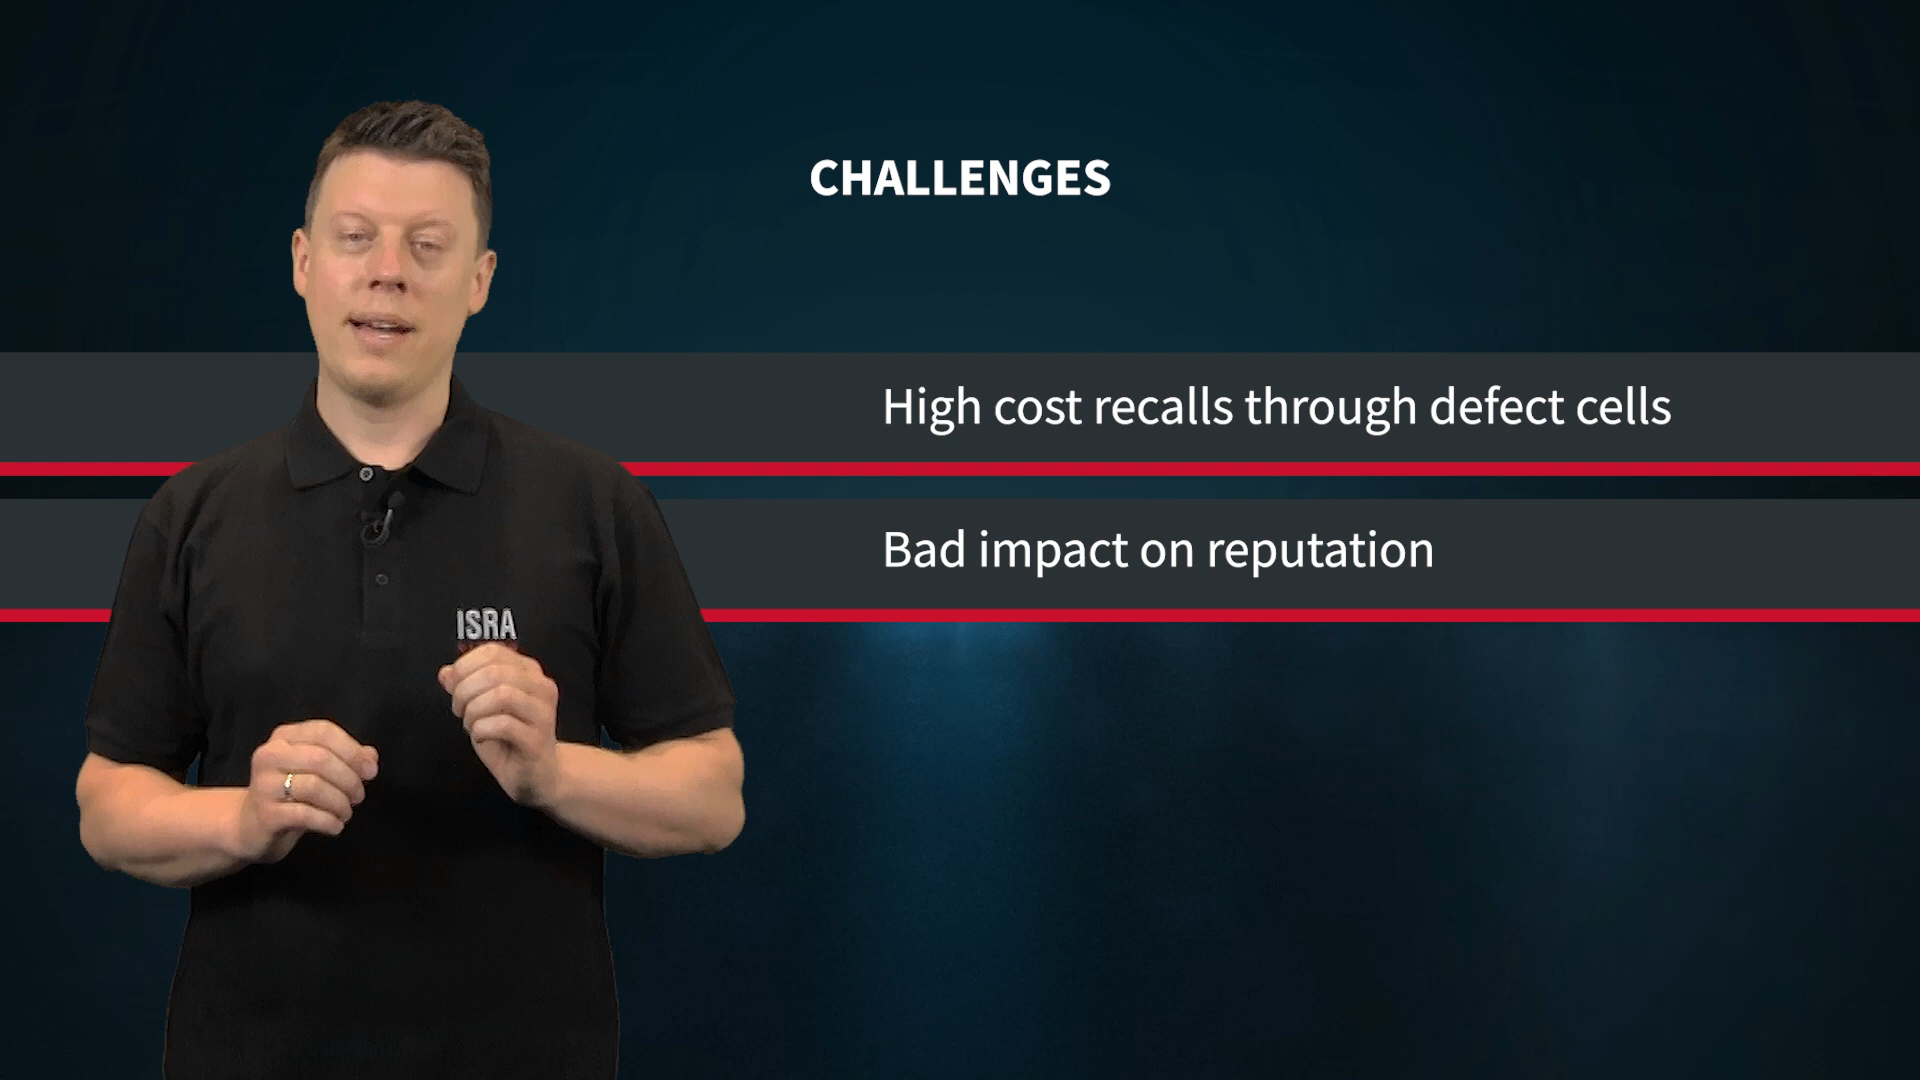 CHALLENGES
High cost recalls through defect cells
Bad impact on reputation
ISRA